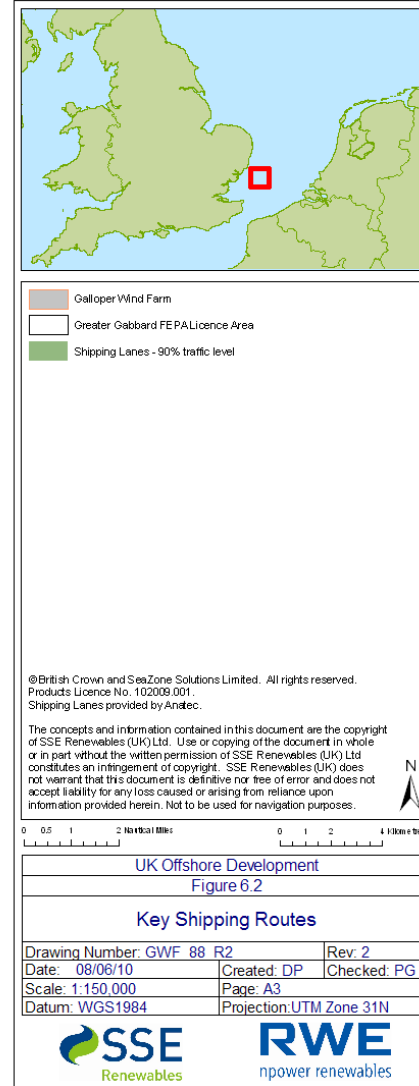 Galloper Wind Farm
Greater Gabbard FEPA Licence Area
Shipping Lanes - 90% traffic level
©British Crown and SeaZone Solutions Limited. All rights reserved.
Products Licence No. 102009.001.
Shipping Lanes provided by Anatec.
The concepts and information contained in this document are the copyright
of SSE Renewables (UK) Ltd. Use or copying of the document in whole
or in part without the written permission of SSE Renewables (UK) Ltd
constitutes an infringement of copyright. SSE Renewables (UK) does
not warrant that this document is definitive nor free of error and does not
accept liability for any loss caused or arising from reliance upon
information provided herein. Not to be used for navigation purposes.
N
0 0.5 1 2 Nautical Miles
0 1 2 4 Kilometre
UK Offshore Development
Figure 6.2
Key Shipping Routes
Drawing Number: GWF_88_R2 Rev: 2
Date: 08/06/10 Created: DP Checked: PG
Scale: 1:150,000 Page: A3
Datum: WGS1984 Projection:UTM Zone 31N
SSE
Renewables
RWE
npower renewables